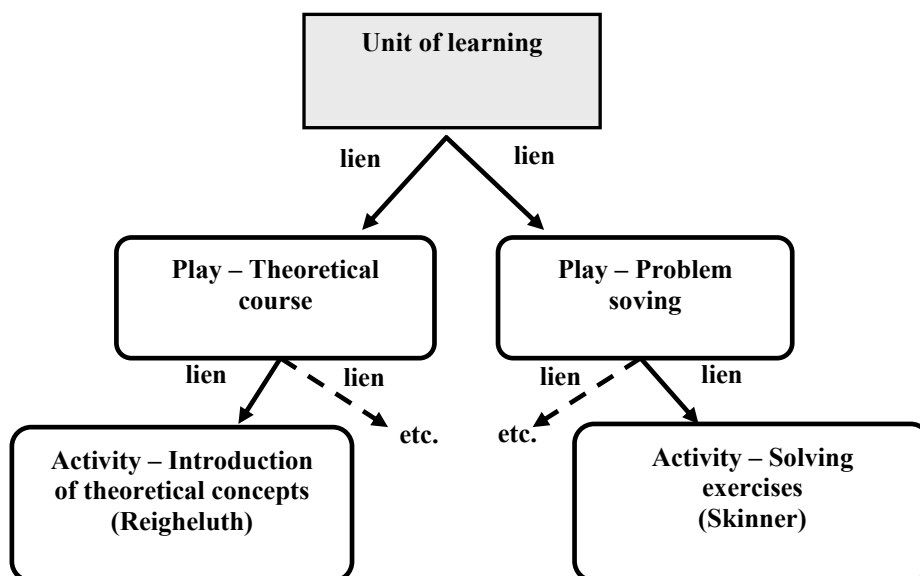 Unit of learning
lien
lien
Play – Theoretical
course
Play – Problem
soving
lien
lien
lien
lien
etc.
etc.
Activity – Introduction
of theoretical concepts
(Reigheluth)
Activity – Solving
exercises
(Skinner)